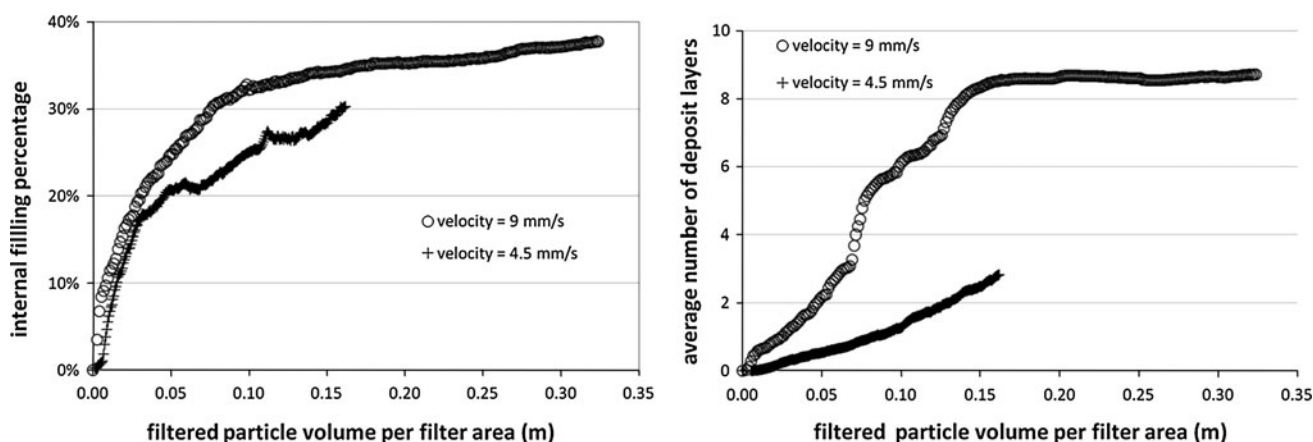 internal fillling percentage
40%
30%
20%
10%
0%
velocity = 9 mm/s
velocity = 4.5 mm/s
0.00 0.05 0.10 0.15 0.20 0.25 0.30 0.35
filtered particle volume per filter area (m)
average number of deposit layers
10
8
6
4
2
0
velocity = 9 mm/s
velocity = 4.5 mm/s
0.00 0.05 0.10 0.15 0.20 0.25 0.30 0.35
filtered particle volume per filter area (m)